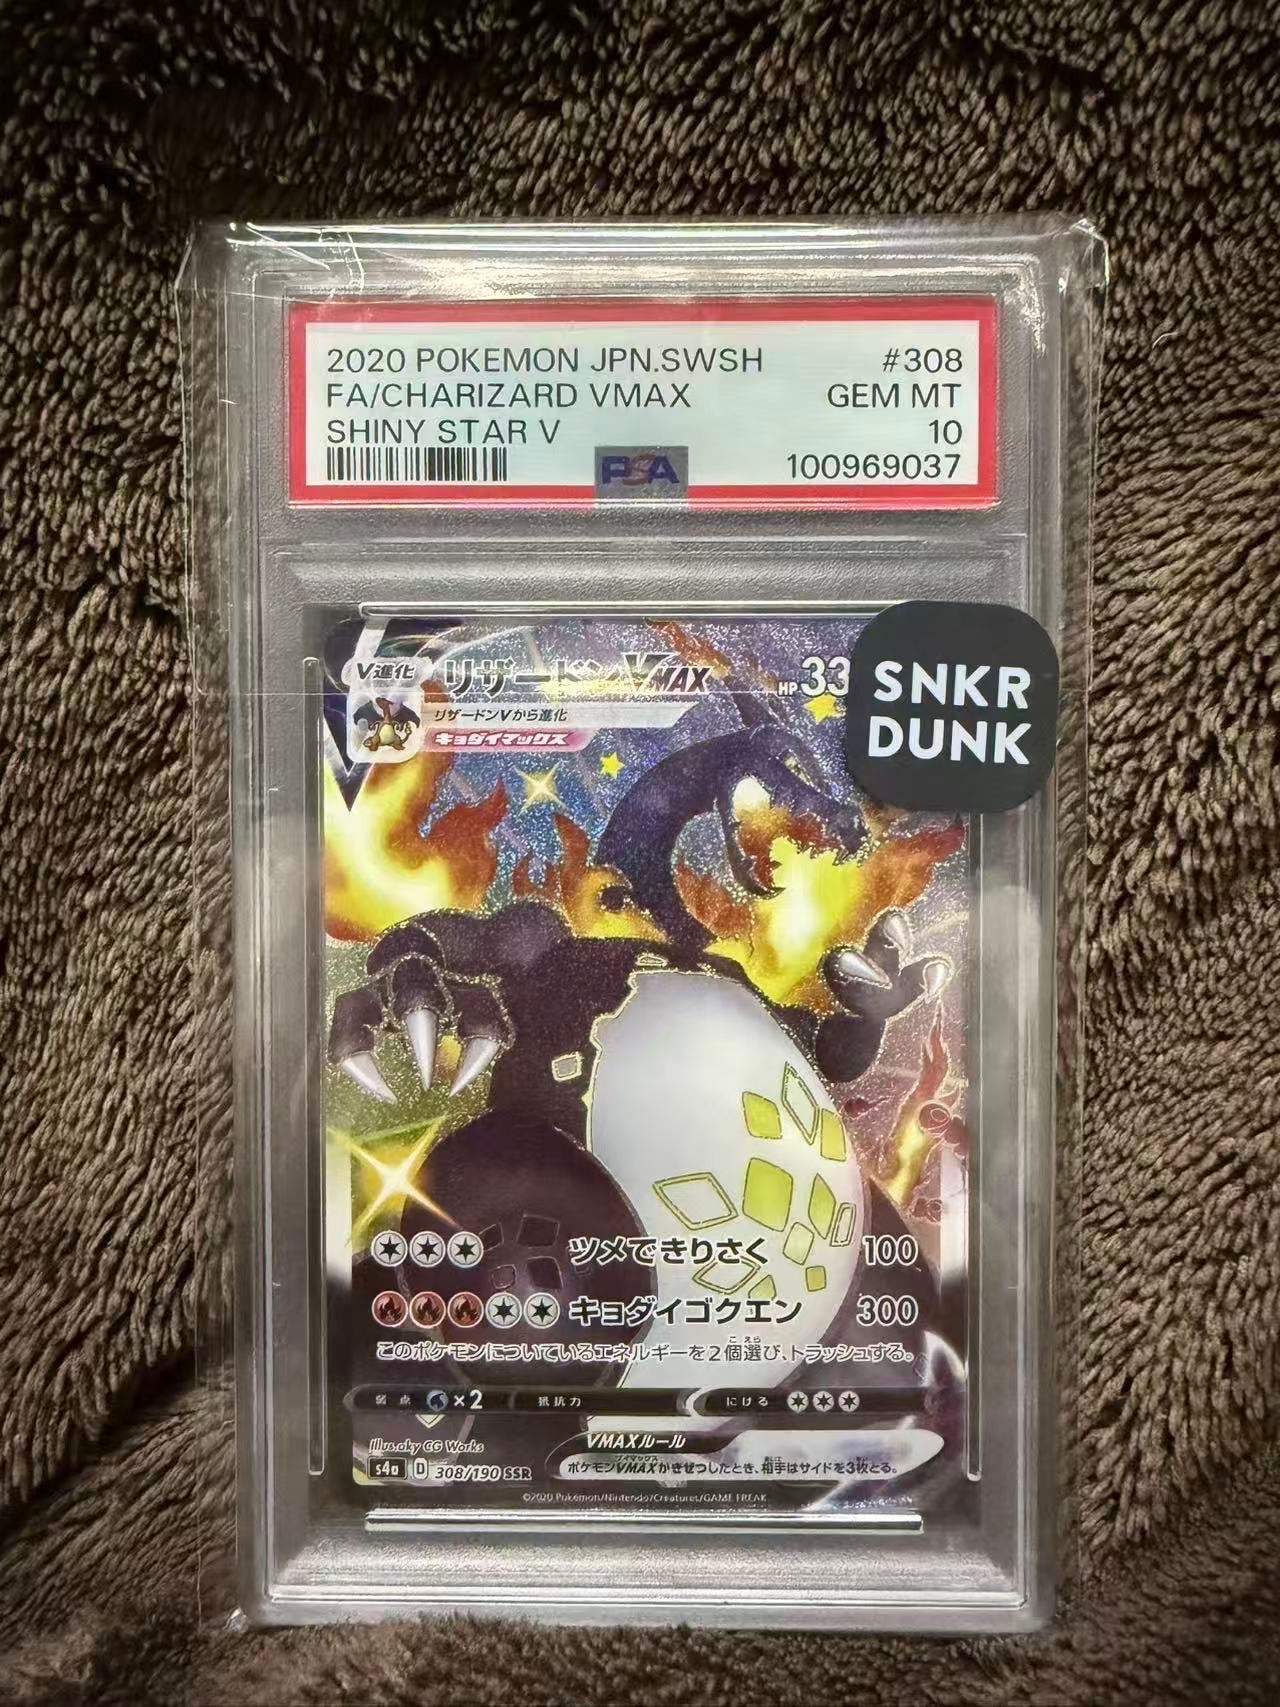 2020 POKEMON JPN.SWSH #308
FA/CHARIZARD VMAX GEM MT
SHINY STAR V 10
PSA 100969037
SNKR
DUNK
V進化 リザードンVMAX HP 33
リザードンVから進化
キョダイマックス
ツメできりさく 100
キョダイゴクエン 300
このポケモンについているエネルギーを2個選び、トラッシュする。
弱点 ×2 抵抗力 にげる
Illus.aky CG Works
VMAXルール
s4a D 308/190 SSR
ポケモンVMAXがきぜつしたとき、相手はサイドを3枚とる。
©2020 Pokémon/Nintendo/Creatures/GAME FREAK